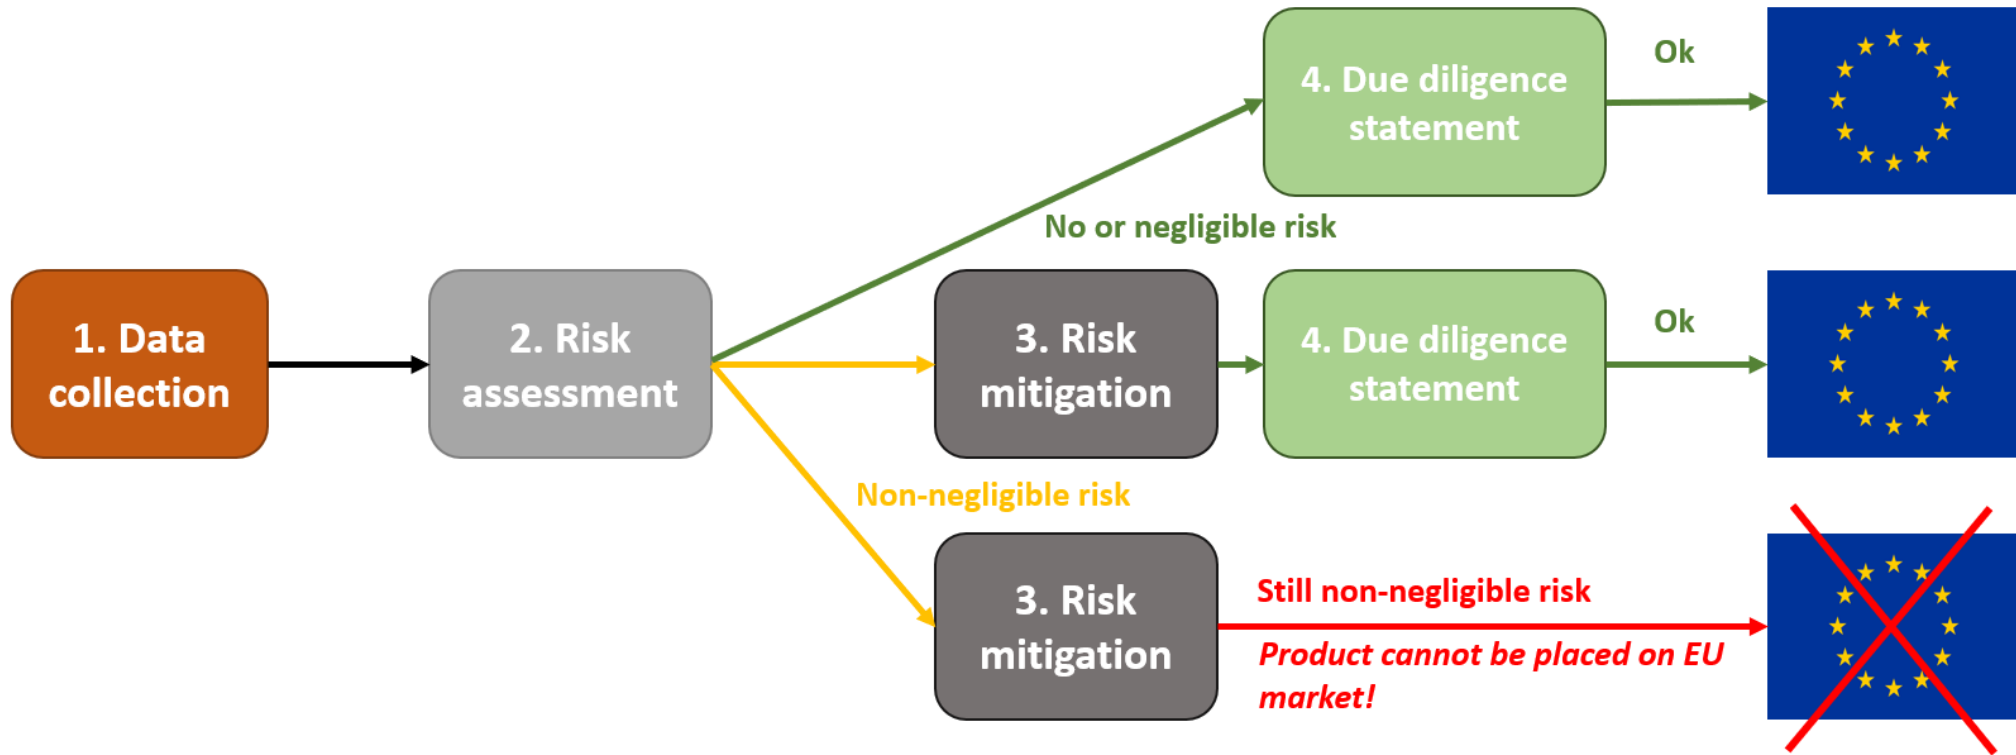 4. Due diligence
statement
Ok
No or negligible risk
1. Data
collection
2. Risk
assessment
3. Risk
mitigation
4. Due diligence
statement
Ok
Non-negligible risk
3. Risk
mitigation
Still non-negligible risk
Product cannot be placed on EU
market!